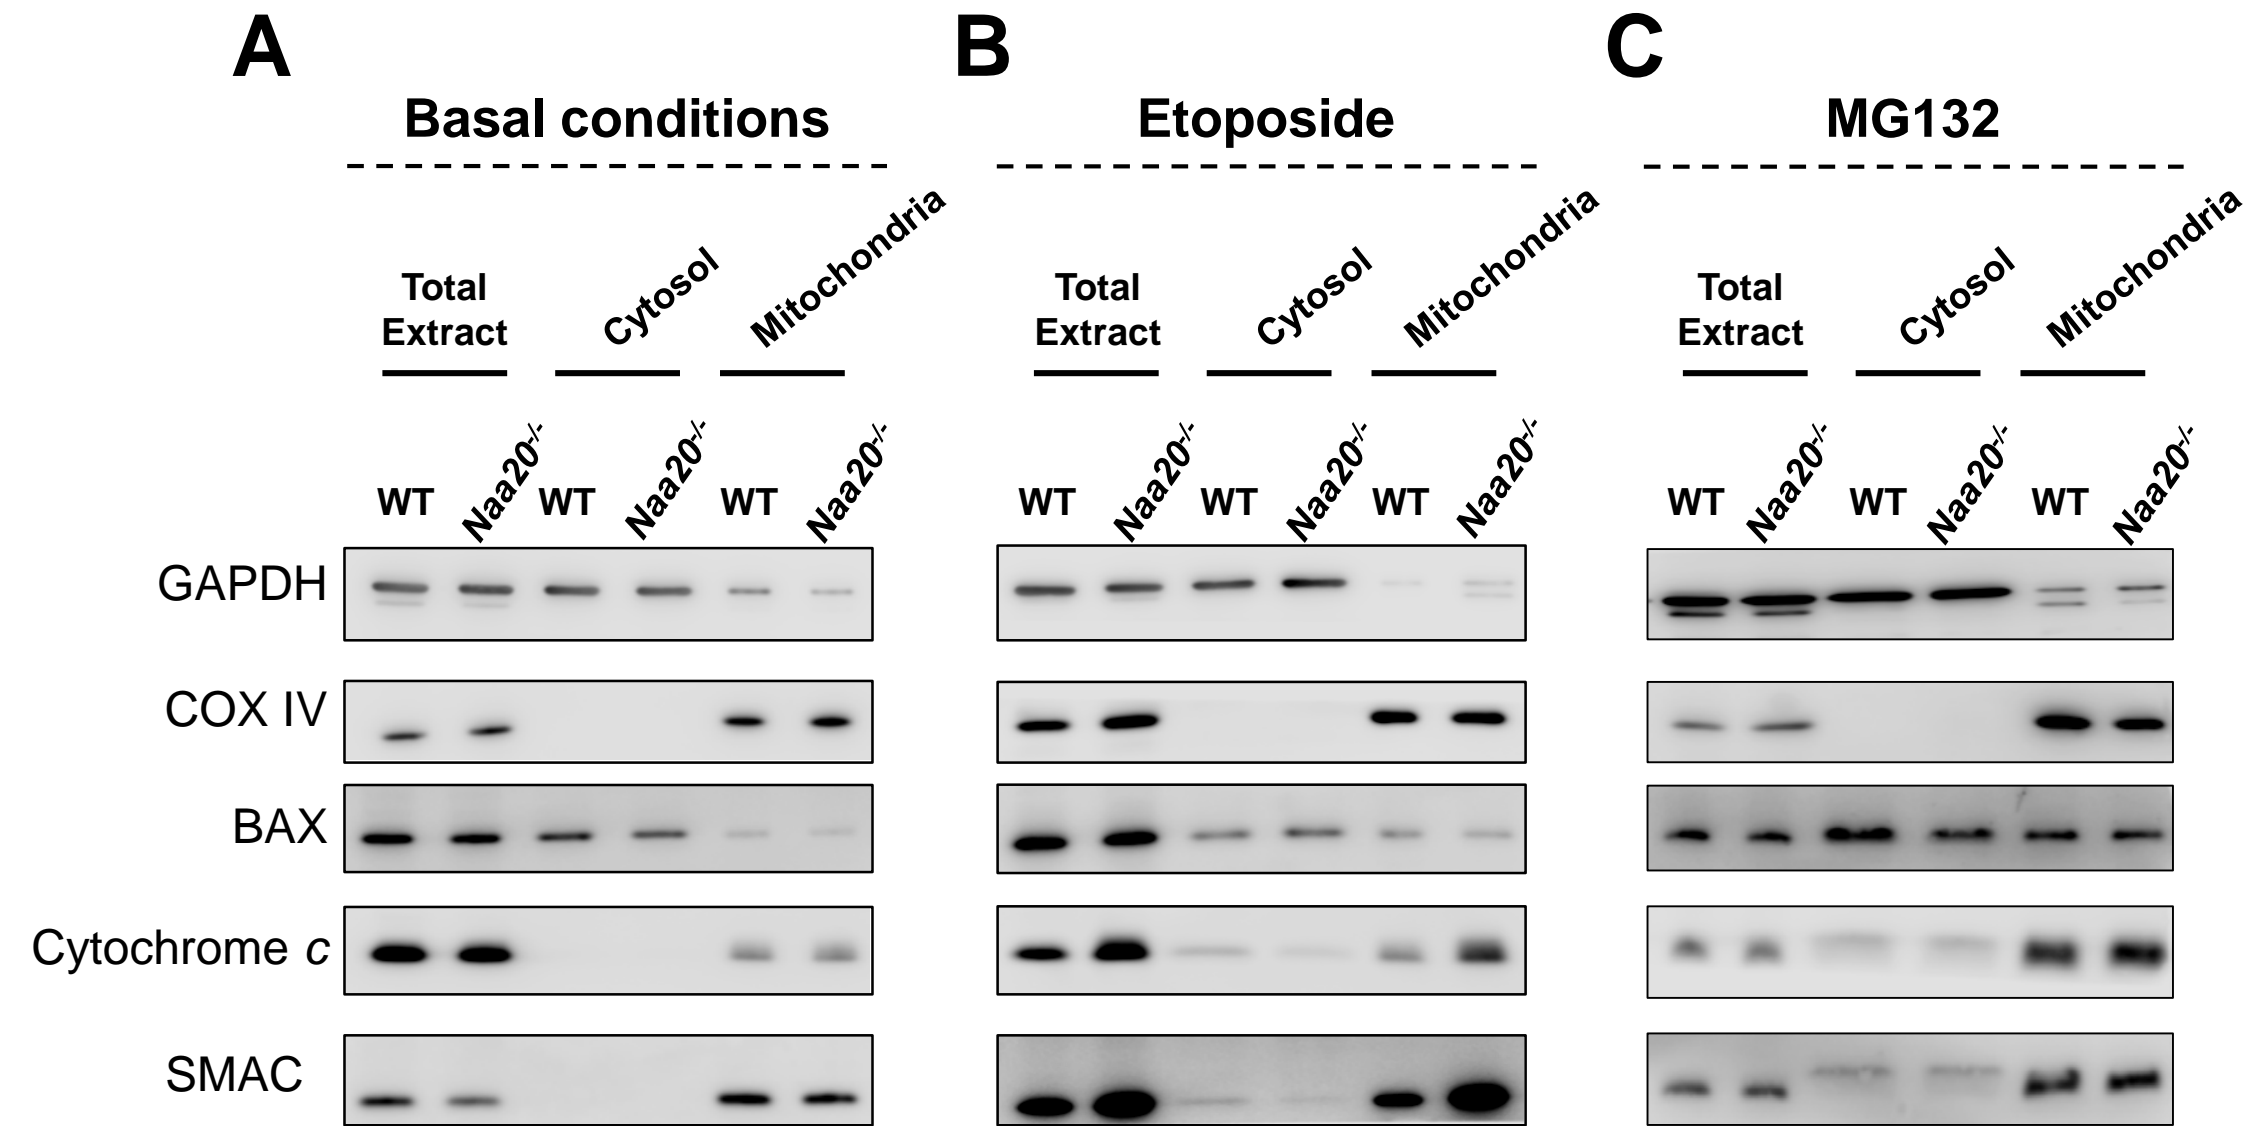 A B C
Basal conditions Etoposide MG132
Total Extract Cytosol Mitochondria Total Extract Cytosol Mitochondria Total Extract Cytosol Mitochondria
WT Naa20-/- WT Naa20-/- WT Naa20-/- WT Naa20-/- WT Naa20-/- WT Naa20-/- WT Naa20-/- WT Naa20-/- WT Naa20-/-
GAPDH
COX IV
BAX
Cytochrome c
SMAC